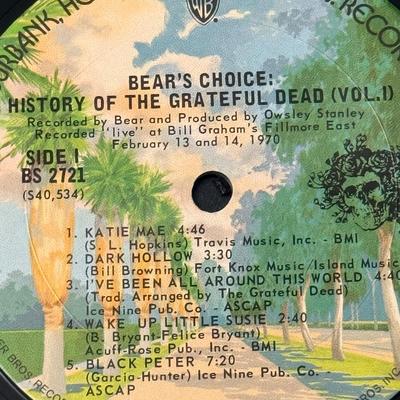 BURBANK, HO
RECO
WB
BEAR'S CHOICE:
HISTORY OF THE GRATEFUL DEAD (VOL.I)
Recorded by Bear and Produced by Owsley Stanley
Recorded "live" at Bill Graham's Fillmore East
February 13 and 14, 1970
SIDE I
BS 2721
(S40,534)
1. KATIE MAE 4:46
(S. L. Hopkins) Travis Music, Inc. - BMI
2. DARK HOLLOW 3:30
(Bill Browning) Fort Knox Music/Island Music
3. I'VE BEEN ALL AROUND THIS WORLD 4:40
(Trad. Arranged by The Grateful Dead)
Ice Nine Pub. Co. - ASCAP
4. WAKE UP LITTLE SUSIE 2:40
(B. Bryant-Felice Bryant)
Acuff-Rose Pub., Inc. - BMI
5. BLACK PETER 7:20
(Garcia-Hunter) Ice Nine Pub. Co. -
ASCAP
ER BROS. RECOR
BROS., INC.